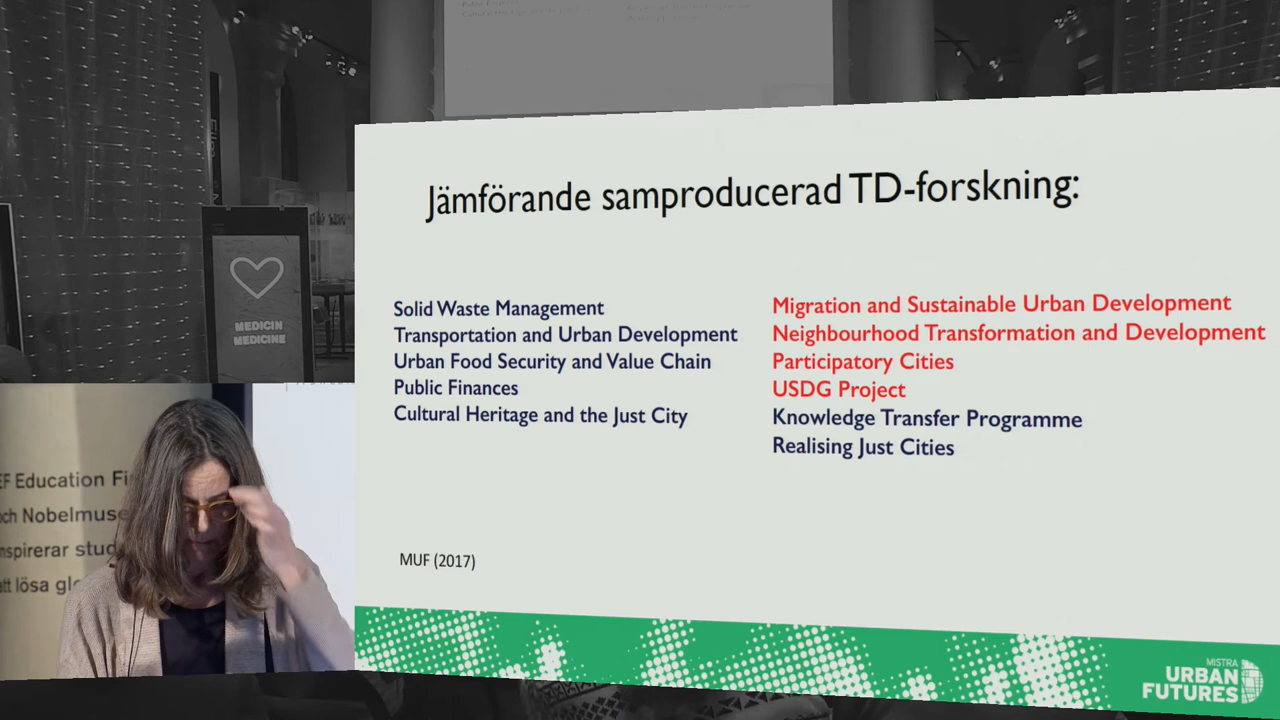 MEDICIN
MEDICINE
EF Education Fi
och Nobelmuse
nspirerar stud
att lösa gl
Jämförande samproducerad TD-forskning:
Solid Waste Management
Transportation and Urban Development
Urban Food Security and Value Chain
Public Finances
Cultural Heritage and the Just City
Migration and Sustainable Urban Development
Neighbourhood Transformation and Development
Participatory Cities
USDG Project
Knowledge Transfer Programme
Realising Just Cities
MUF (2017)
MISTRA
URBAN
FUTURES